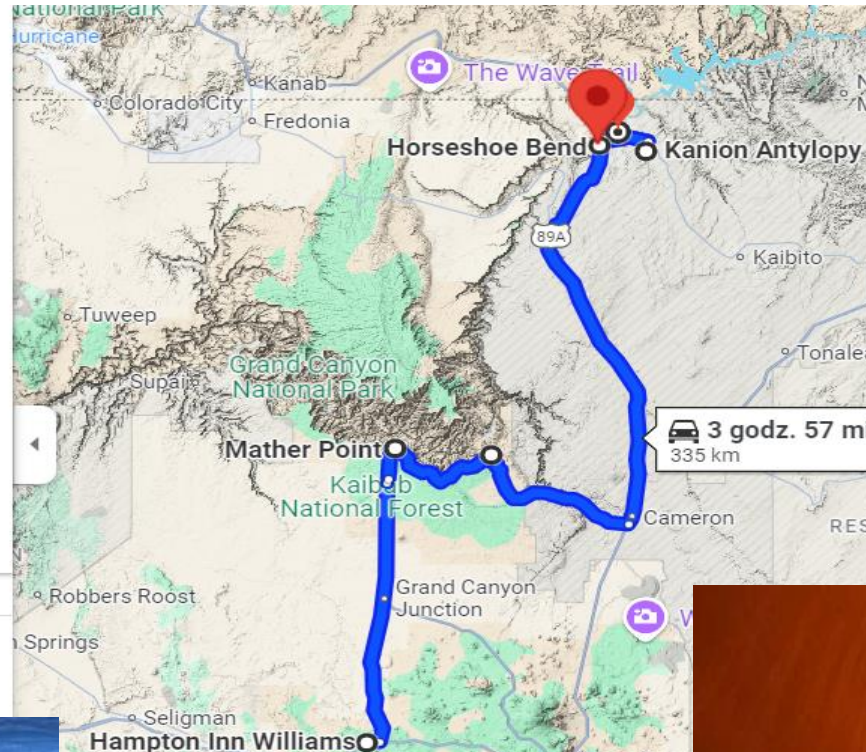 National Park
Hurricane
The Wave Trail
Kanab
Colorado City
Fredonia
Horseshoe Bend
Kanion Antylopy
89A
Kaibito
Tuweep
Tonalea
Supai
Grand Canyon
National Park
3 godz. 57
335 km
Mather Point
Kaibab
National Forest
Cameron
Grand Canyon
Junction
Robbers Roost
Springs
Seligman
Hampton Inn Williams